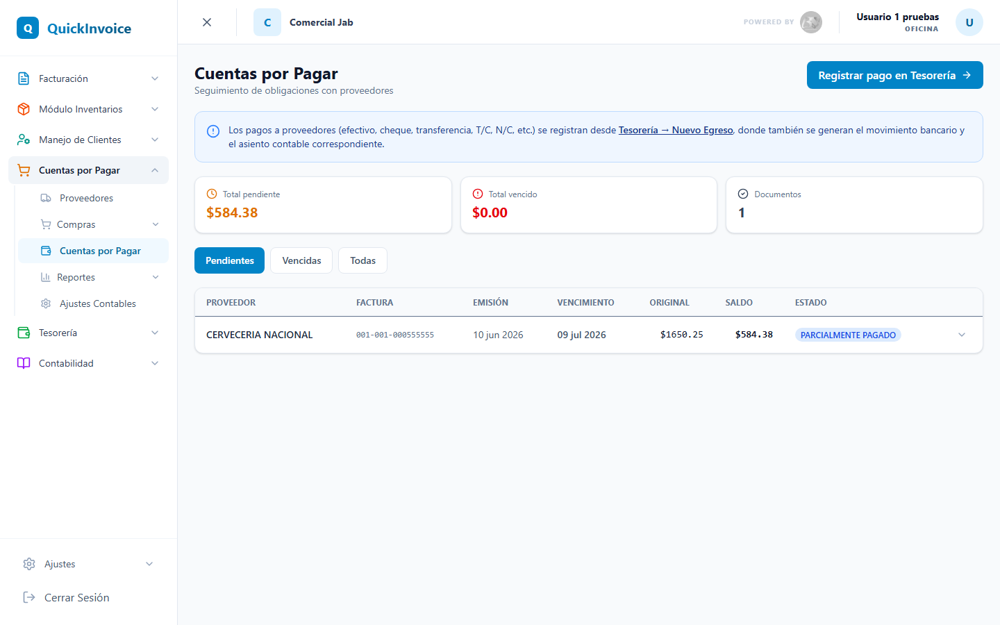 Q QuickInvoice
Facturación
Módulo Inventarios
Manejo de Clientes
Cuentas por Pagar
Proveedores
Compras
Cuentas por Pagar
Reportes
Ajustes Contables
Tesorería
Contabilidad
Ajustes
Cerrar Sesión
C Comercial Jab
POWERED BY
Usuario 1 pruebas
OFICINA
U
Cuentas por Pagar
Seguimiento de obligaciones con proveedores
Registrar pago en Tesorería →
Los pagos a proveedores (efectivo, cheque, transferencia, T/C, N/C, etc.) se registran desde Tesorería → Nuevo Egreso, donde también se generan el movimiento bancario y
el asiento contable correspondiente.
Total pendiente
$584.38
Total vencido
$0.00
Documentos
1
Pendientes Vencidas Todas
PROVEEDOR FACTURA EMISIÓN VENCIMIENTO ORIGINAL SALDO ESTADO
CERVECERIA NACIONAL 001-001-000555555 10 jun 2026 09 jul 2026 $1650.25 $584.38 PARCIALMENTE PAGADO